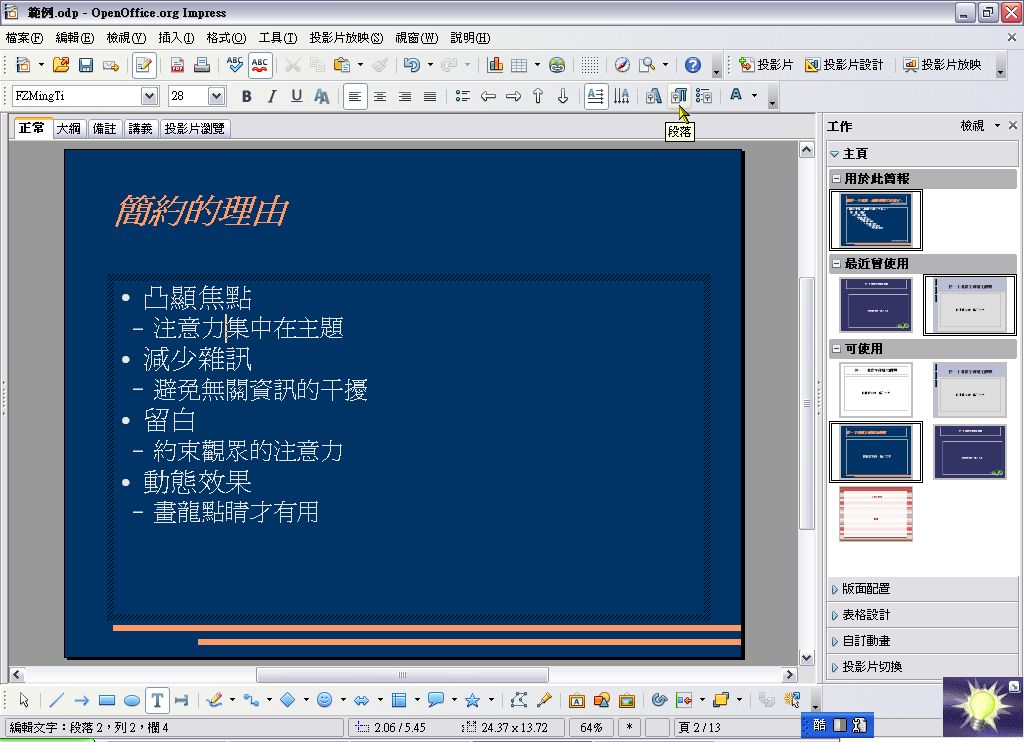 範例.odp - OpenOffice.org Impress
檔案(F) 編輯(E) 檢視(V) 插入(I) 格式(O) 工具(T) 投影片放映(S) 視窗(W) 說明(H)
ABC ABC 投影片 投影片設計 投影片放映
FZMingTi 28 B I U
段落
正常 大綱 備註 講義 投影片瀏覽
工作 檢視
主頁
用於此簡報
最近曾使用
可使用
簡約的理由
• 凸顯焦點
– 注意力集中在主題
• 減少雜訊
– 避免無關資訊的干擾
• 留白
– 約束觀眾的注意力
• 動態效果
– 畫龍點睛才有用
版面配置
表格設計
自訂動畫
投影片切換
編輯文字：段落 2，列 2，欄 4 2.06 / 5.45 24.37 x 13.72 64% * 頁 2 / 13
酷